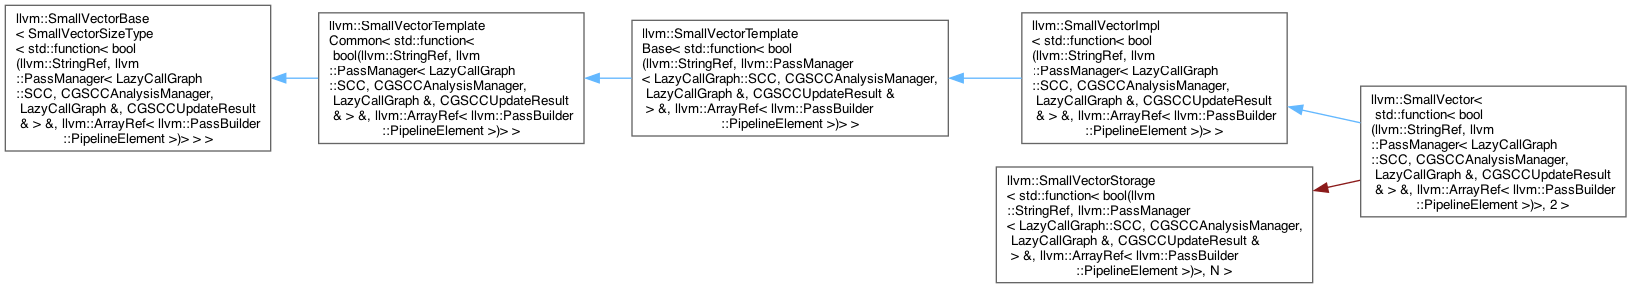 llvm::SmallVectorBase
< SmallVectorSizeType
< std::function< bool
(llvm::StringRef, llvm
::PassManager< LazyCallGraph
::SCC, CGSCCAnalysisManager,
LazyCallGraph &, CGSCCUpdateResult
& > &, llvm::ArrayRef< llvm::PassBuilder
::PipelineElement >)> > >
llvm::SmallVectorTemplate
Common< std::function<
bool(llvm::StringRef, llvm
::PassManager< LazyCallGraph
::SCC, CGSCCAnalysisManager,
LazyCallGraph &, CGSCCUpdateResult
& > &, llvm::ArrayRef< llvm::PassBuilder
::PipelineElement >)> >
llvm::SmallVectorTemplate
Base< std::function< bool
(llvm::StringRef, llvm::PassManager
< LazyCallGraph::SCC, CGSCCAnalysisManager,
LazyCallGraph &, CGSCCUpdateResult &
> &, llvm::ArrayRef< llvm::PassBuilder
::PipelineElement >)> >
llvm::SmallVectorImpl
< std::function< bool
(llvm::StringRef, llvm
::PassManager< LazyCallGraph
::SCC, CGSCCAnalysisManager,
LazyCallGraph &, CGSCCUpdateResult
& > &, llvm::ArrayRef< llvm::PassBuilder
::PipelineElement >)> >
llvm::SmallVectorStorage
< std::function< bool(llvm
::StringRef, llvm::PassManager
< LazyCallGraph::SCC, CGSCCAnalysisManager,
LazyCallGraph &, CGSCCUpdateResult &
> &, llvm::ArrayRef< llvm::PassBuilder
::PipelineElement >)>, N >
llvm::SmallVector<
std::function< bool
(llvm::StringRef, llvm
::PassManager< LazyCallGraph
::SCC, CGSCCAnalysisManager,
LazyCallGraph &, CGSCCUpdateResult
& > &, llvm::ArrayRef< llvm::PassBuilder
::PipelineElement >)>, 2 >